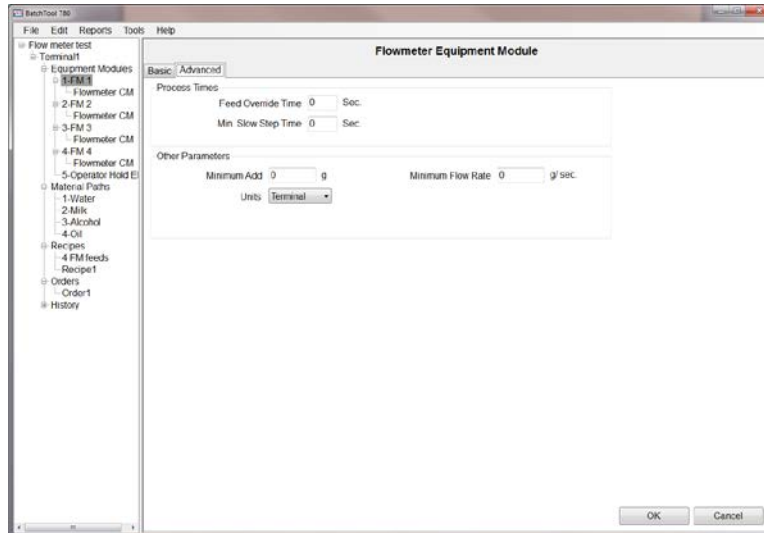 BatchTool 780
File Edit Reports Tools Help
Flow meter test
Terminal1
Equipment Modules
1-FM 1
Flowmeter CM
2-FM 2
Flowmeter CM
3-FM 3
Flowmeter CM
4-FM 4
Flowmeter CM
5-Operator Hold E
Material Paths
1-Water
2-Milk
3-Alcohol
4-Oil
Recipes
4 FM feeds
Recipe1
Orders
Order1
History
Flowmeter Equipment Module
Basic Advanced
Process Times
Feed Override Time 0 Sec.
Min. Slow Step Time 0 Sec.
Other Parameters
Minimum Add 0 g Minimum Flow Rate 0 g/ sec.
Units Terminal
OK Cancel